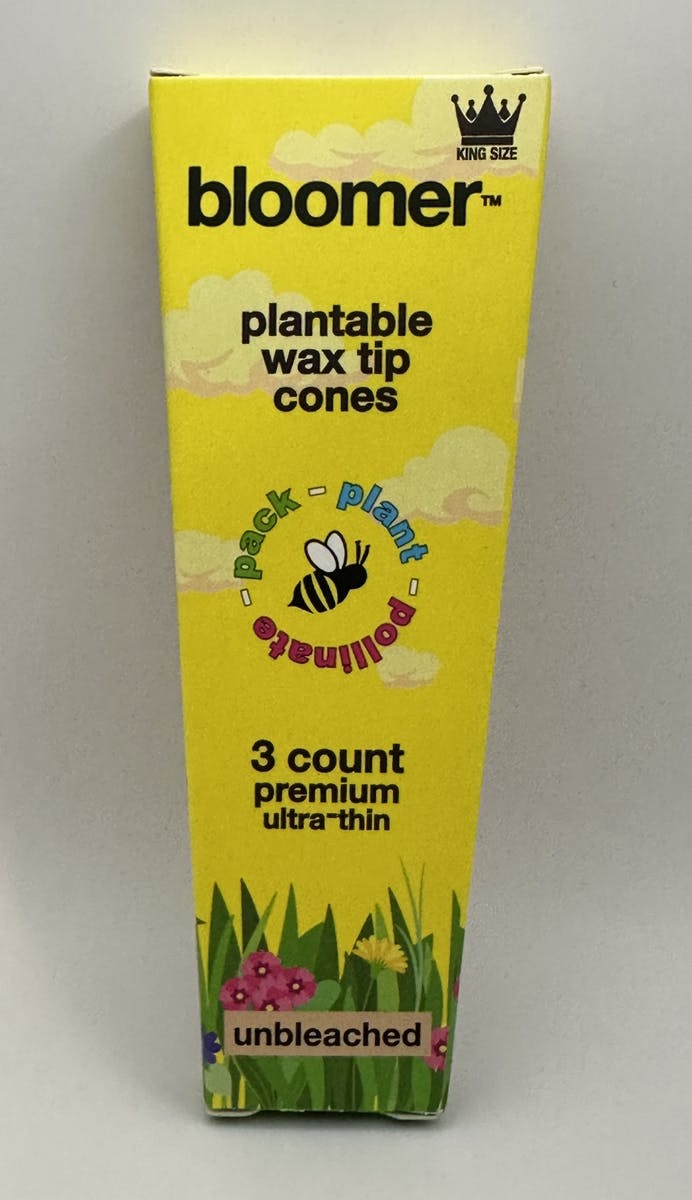 KING SIZE
bloomer™
plantable
wax tip
cones
pack - plant - pollinate -
3 count
premium
ultra-thin
unbleached